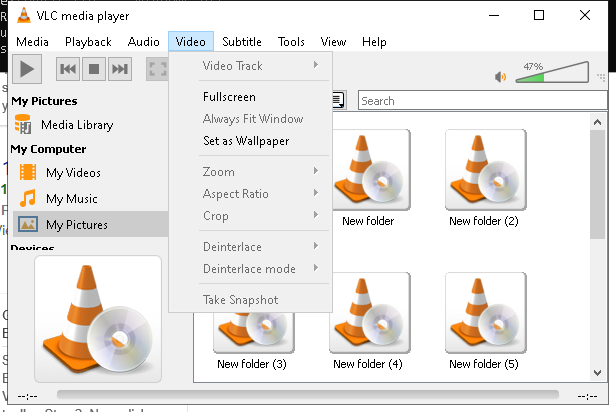 VLC media player
Media Playback Audio Video Subtitle Tools View Help
47%
My Pictures
Media Library
My Computer
My Videos
My Music
My Pictures
Devices
Video Track
Fullscreen
Always Fit Window
Set as Wallpaper
Zoom
Aspect Ratio
Crop
Deinterlace
Deinterlace mode
Take Snapshot
Search
New folder
New folder (2)
New folder (3)
New folder (4)
New folder (5)
--:--
--:--